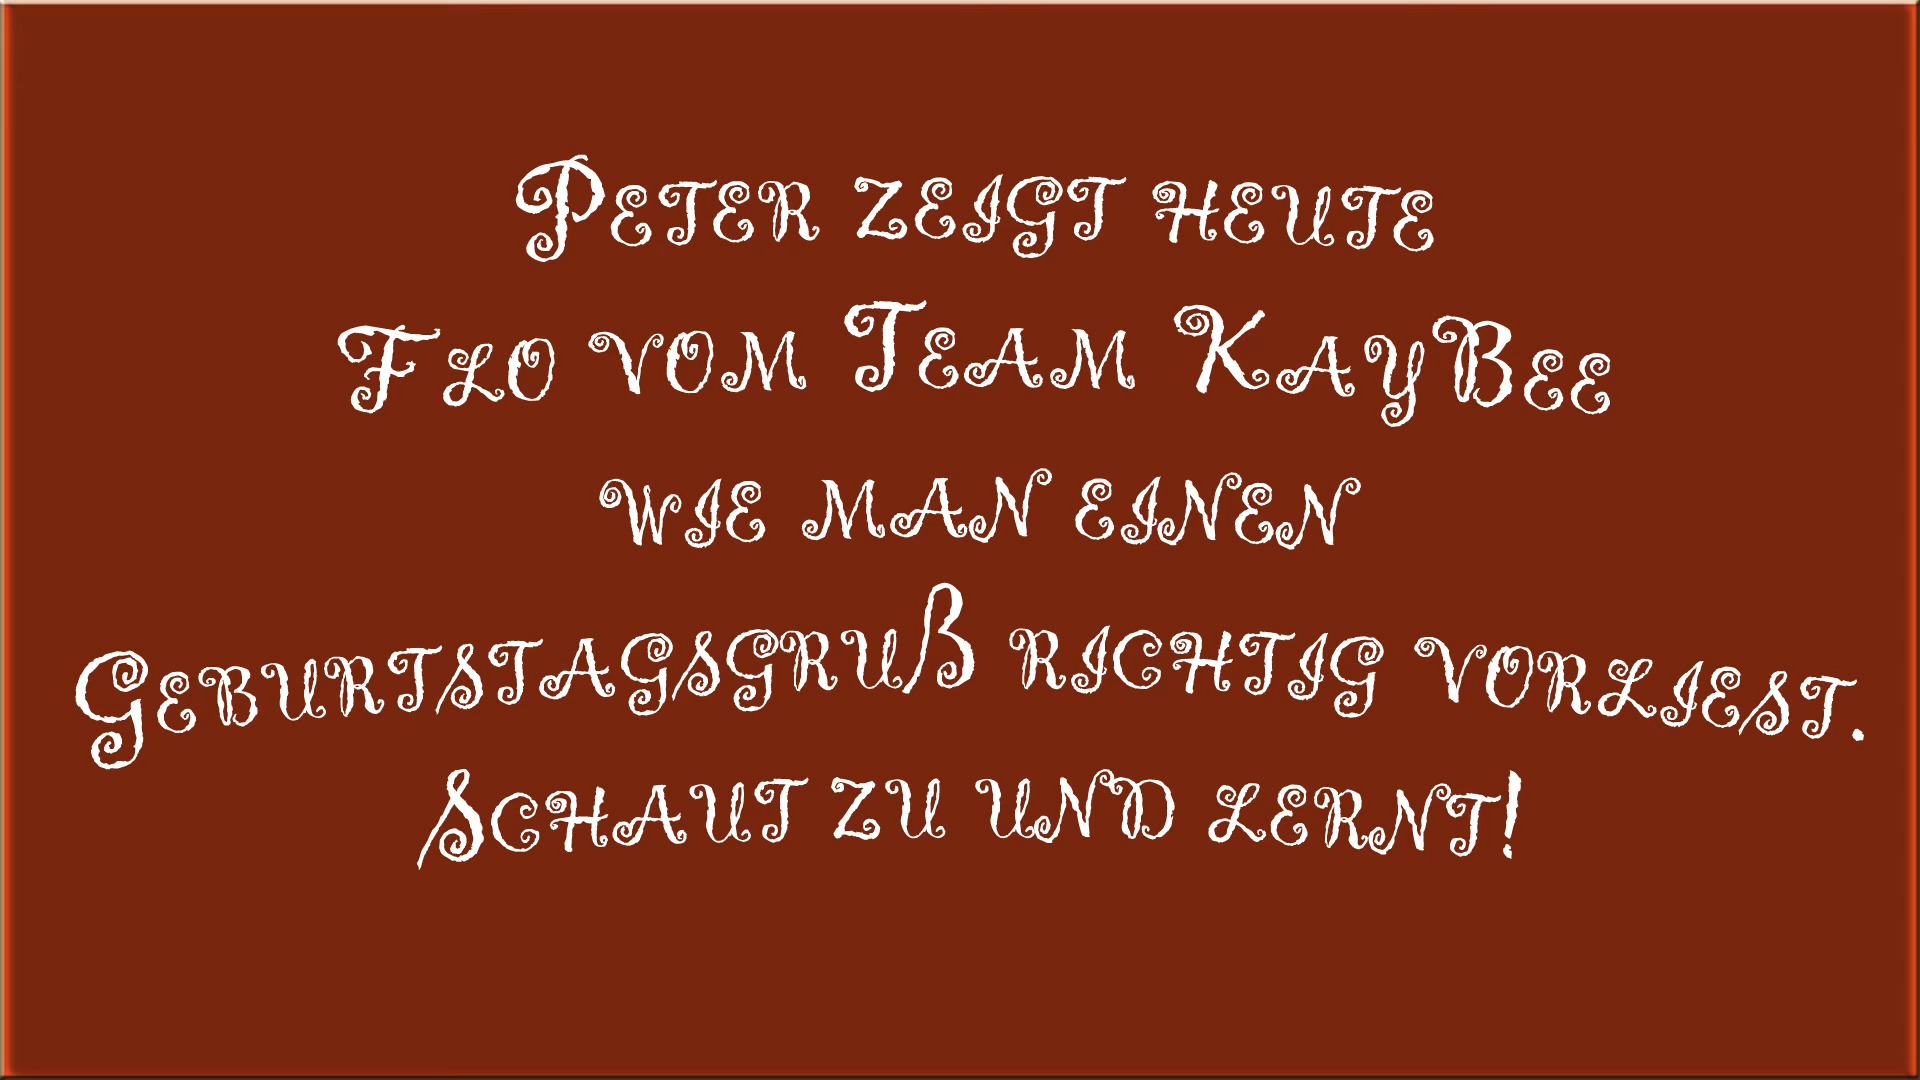 Peter zeigt heute
Flo vom Team KayBee
wie man einen
Geburtstagsgruß richtig vorliest.
Schaut zu und lernt!